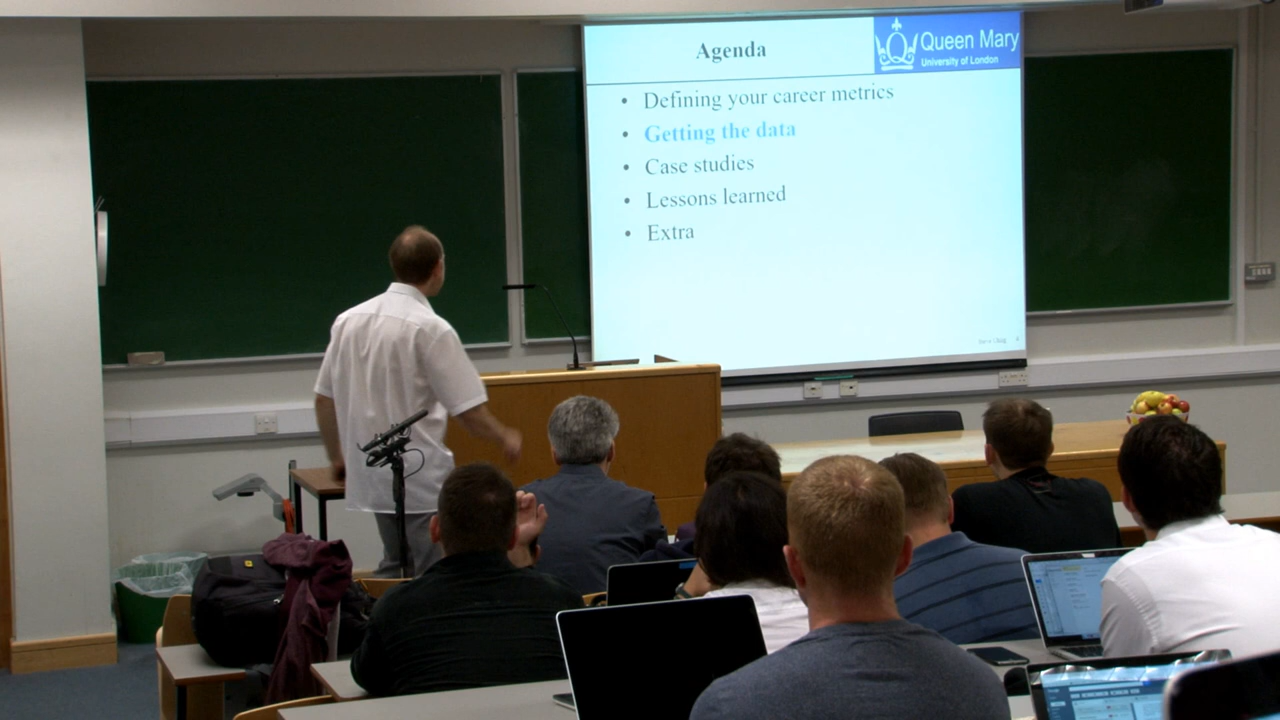 Agenda
Queen Mary
University of London
• Defining your career metrics
• Getting the data
• Case studies
• Lessons learned
• Extra